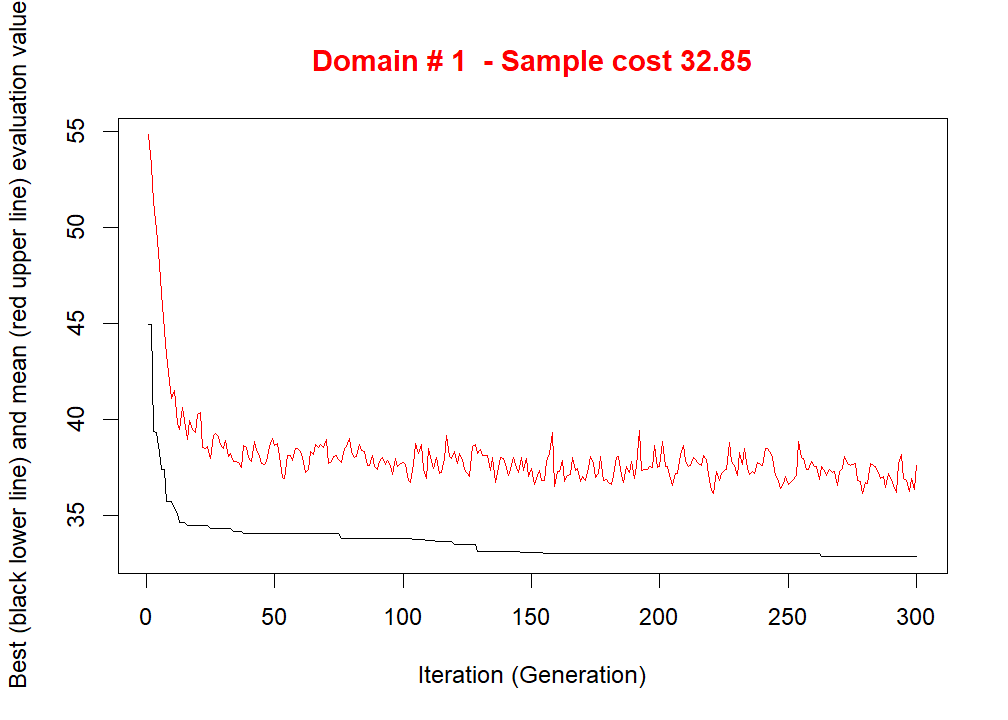 Domain # 1  - Sample cost 32.85
Best (black lower line) and mean (red upper line) evaluation value
55
50
45
40
35
0 50 100 150 200 250 300
Iteration (Generation)